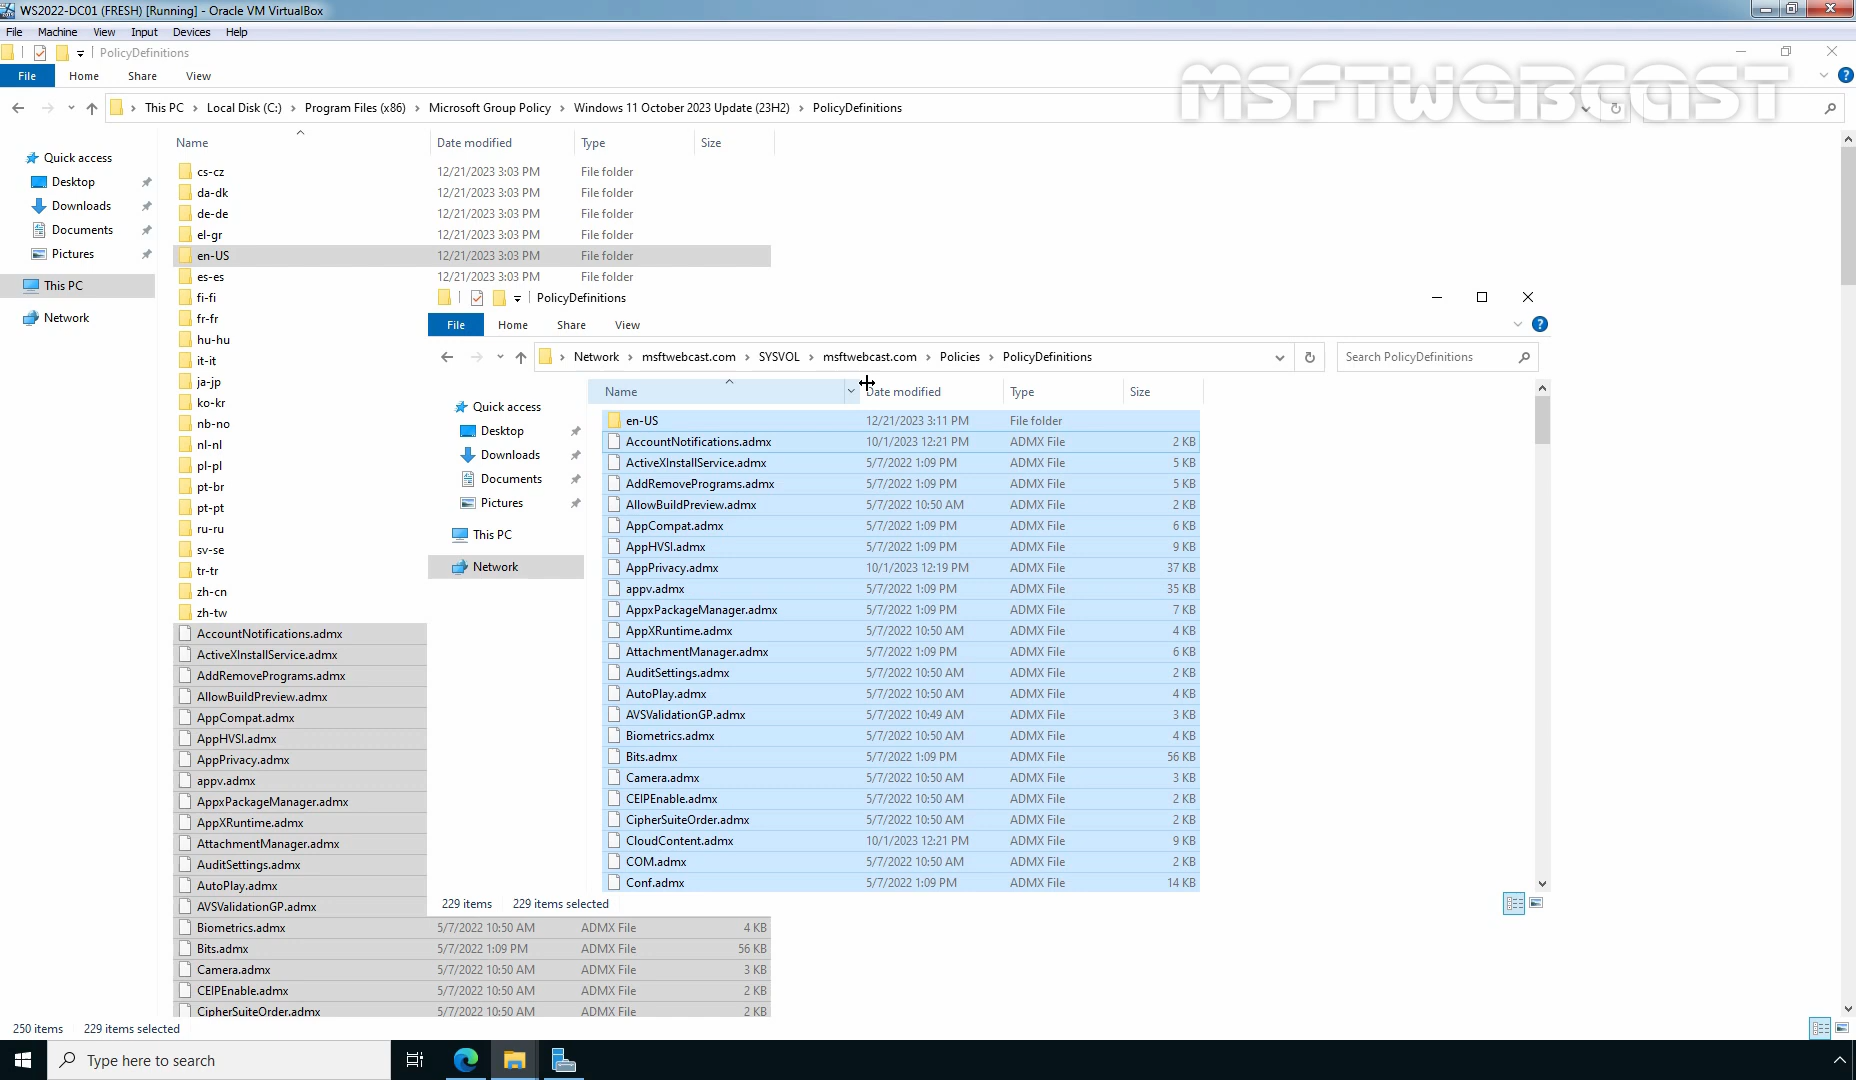 WS2022-DC01 (FRESH) [Running] - Oracle VM VirtualBox
File Machine View Input Devices Help
PolicyDefinitions
File Home Share View
MSFTWEBCAST
This PC Local Disk (C:) Program Files (x86) Microsoft Group Policy Windows 11 October 2023 Update (23H2) PolicyDefinitions
Name Date modified Type Size
Quick access
Desktop
Downloads
Documents
Pictures
This PC
Network
cs-cz 12/21/2023 3:03 PM File folder
da-dk 12/21/2023 3:03 PM File folder
de-de 12/21/2023 3:03 PM File folder
el-gr 12/21/2023 3:03 PM File folder
en-US 12/21/2023 3:03 PM File folder
es-es 12/21/2023 3:03 PM File folder
fi-fi
fr-fr
hu-hu
it-it
ja-jp
ko-kr
nb-no
nl-nl
pl-pl
pt-br
pt-pt
ru-ru
sv-se
tr-tr
zh-cn
zh-tw
AccountNotifications.admx
ActiveXInstallService.admx
AddRemovePrograms.admx
AllowBuildPreview.admx
AppCompat.admx
AppHVSI.admx
AppPrivacy.admx
appv.admx
AppxPackageManager.admx
AppXRuntime.admx
AttachmentManager.admx
AuditSettings.admx
AutoPlay.admx
AVSValidationGP.admx
Biometrics.admx 5/7/2022 10:50 AM ADMX File 4 KB
Bits.admx 5/7/2022 1:09 PM ADMX File 56 KB
Camera.admx 5/7/2022 10:50 AM ADMX File 3 KB
CEIPEnable.admx 5/7/2022 10:50 AM ADMX File 2 KB
CipherSuiteOrder.admx 5/7/2022 10:50 AM ADMX File 2 KB
250 items 229 items selected
PolicyDefinitions
File Home Share View
Network msftwebcast.com SYSVOL msftwebcast.com Policies PolicyDefinitions
Search PolicyDefinitions
Name Date modified Type Size
Quick access
Desktop
Downloads
Documents
Pictures
This PC
Network
en-US 12/21/2023 3:11 PM File folder
AccountNotifications.admx 10/1/2023 12:21 PM ADMX File 2 KB
ActiveXInstallService.admx 5/7/2022 1:09 PM ADMX File 5 KB
AddRemovePrograms.admx 5/7/2022 1:09 PM ADMX File 5 KB
AllowBuildPreview.admx 5/7/2022 10:50 AM ADMX File 2 KB
AppCompat.admx 5/7/2022 1:09 PM ADMX File 6 KB
AppHVSI.admx 5/7/2022 1:09 PM ADMX File 9 KB
AppPrivacy.admx 10/1/2023 12:19 PM ADMX File 37 KB
appv.admx 5/7/2022 1:09 PM ADMX File 35 KB
AppxPackageManager.admx 5/7/2022 1:09 PM ADMX File 7 KB
AppXRuntime.admx 5/7/2022 10:50 AM ADMX File 4 KB
AttachmentManager.admx 5/7/2022 1:09 PM ADMX File 6 KB
AuditSettings.admx 5/7/2022 10:50 AM ADMX File 2 KB
AutoPlay.admx 5/7/2022 10:50 AM ADMX File 4 KB
AVSValidationGP.admx 5/7/2022 10:49 AM ADMX File 3 KB
Biometrics.admx 5/7/2022 10:50 AM ADMX File 4 KB
Bits.admx 5/7/2022 1:09 PM ADMX File 56 KB
Camera.admx 5/7/2022 10:50 AM ADMX File 3 KB
CEIPEnable.admx 5/7/2022 10:50 AM ADMX File 2 KB
CipherSuiteOrder.admx 5/7/2022 10:50 AM ADMX File 2 KB
CloudContent.admx 10/1/2023 12:21 PM ADMX File 9 KB
COM.admx 5/7/2022 10:50 AM ADMX File 2 KB
Conf.admx 5/7/2022 1:09 PM ADMX File 14 KB
229 items 229 items selected
Type here to search